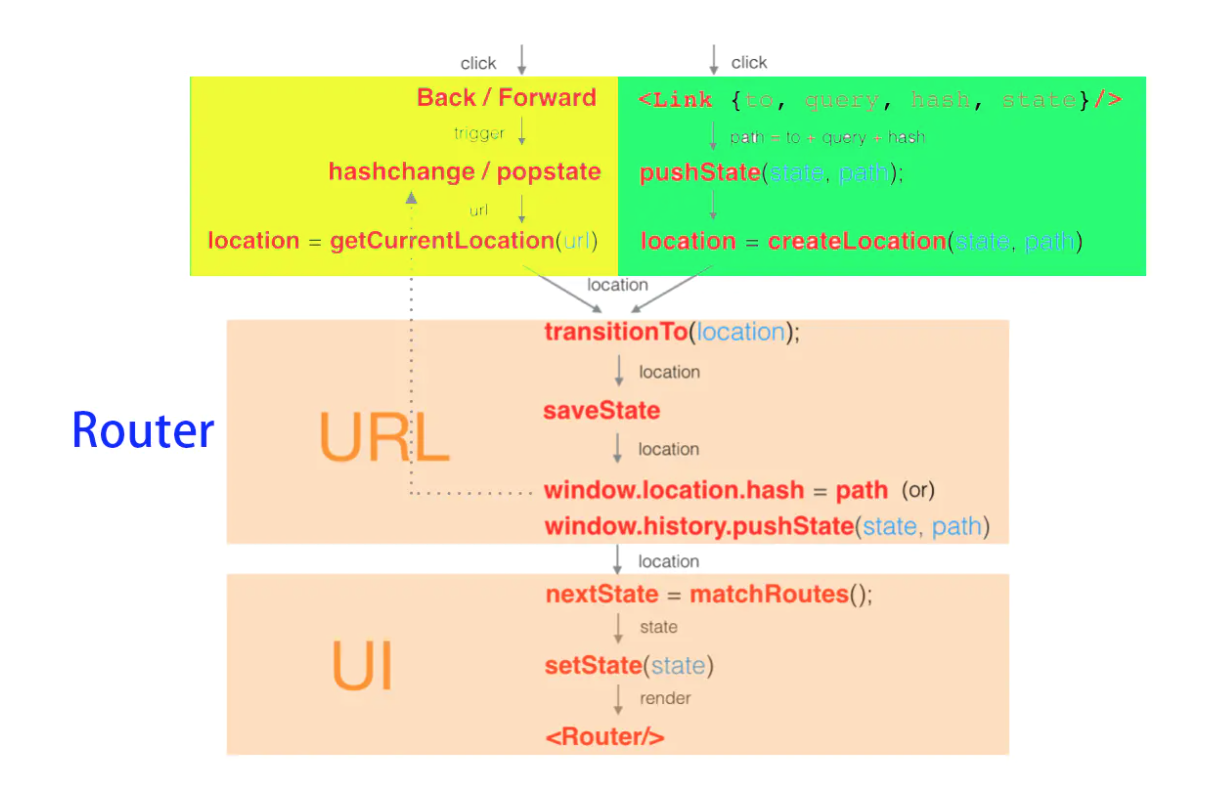 click
Back / Forward
trigger
hashchange / popstate
url
location = getCurrentLocation(url)
click
<Link {to, query, hash, state}/>
path = to + query + hash
pushState(state, path);
location = createLocation(state, path)
location
Router
URL
transitionTo(location);
location
saveState
location
window.location.hash = path (or)
window.history.pushState(state, path)
location
UI
nextState = matchRoutes();
state
setState(state)
render
<Router/>